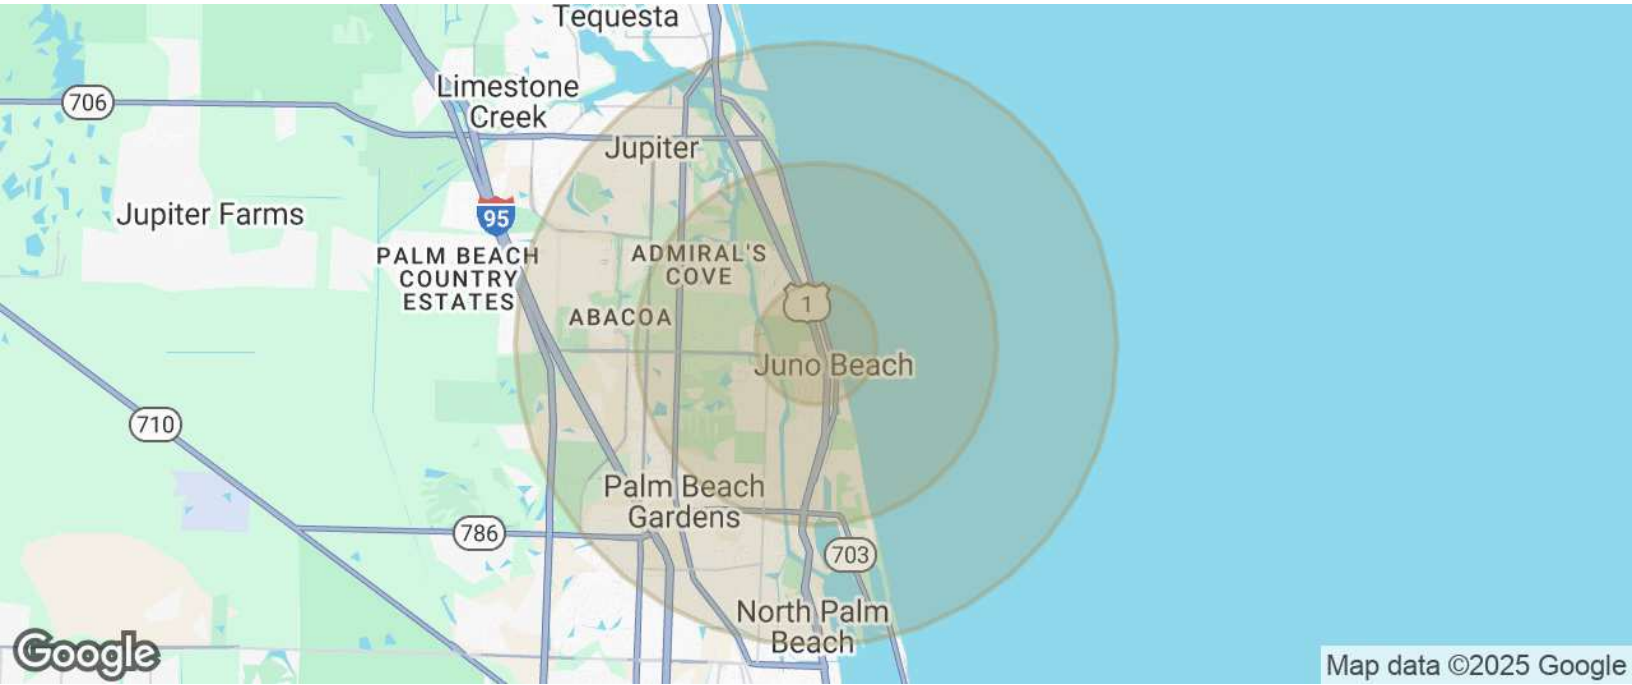 Tequesta
Limestone
Creek
706
Jupiter
Jupiter Farms
95
PALM BEACH
COUNTRY
ESTATES
ADMIRAL'S
COVE
1
ABACOA
Juno Beach
710
Palm Beach
Gardens
786
703
North Palm
Beach
Google
Map data ©2025 Google